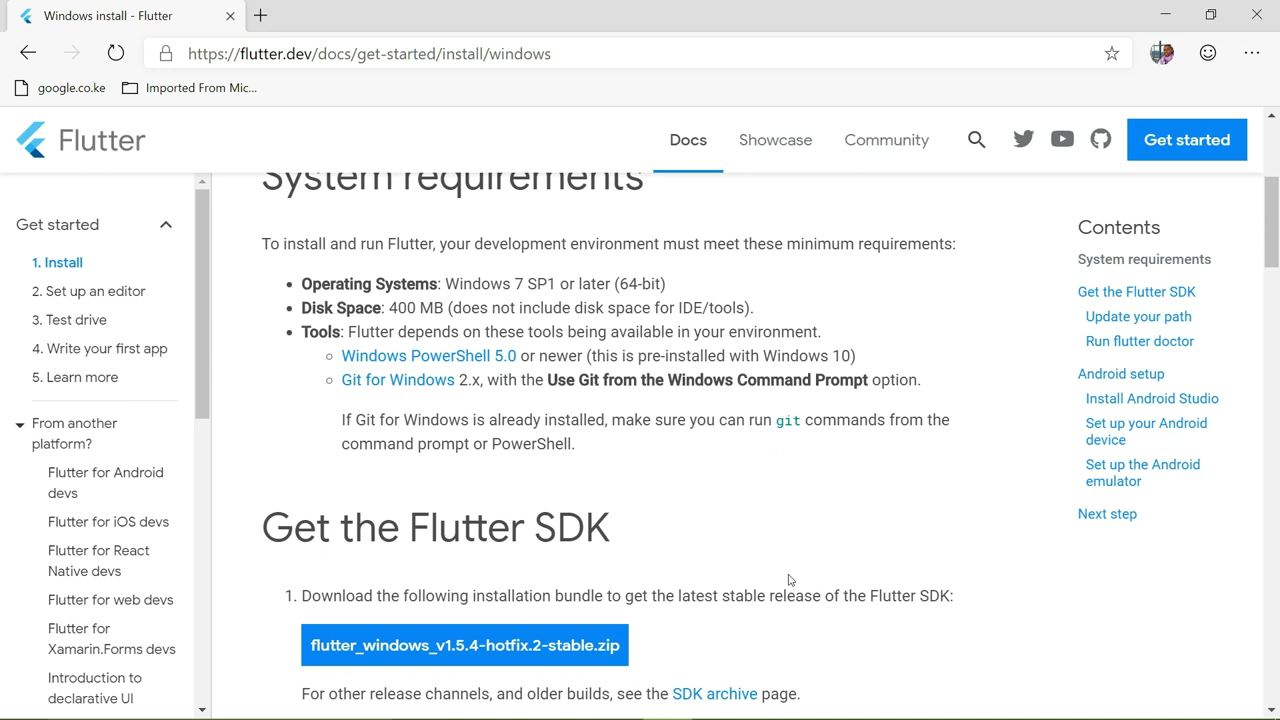 Windows install - Flutter
https://flutter.dev/docs/get-started/install/windows
google.co.ke
Imported From Mic...
Flutter
Docs
Showcase
Community
Get started
Get started
1. Install
2. Set up an editor
3. Test drive
4. Write your first app
5. Learn more
From another
platform?
Flutter for Android
devs
Flutter for iOS devs
Flutter for React
Native devs
Flutter for web devs
Flutter for
Xamarin.Forms devs
Introduction to
declarative UI
System requirements
To install and run Flutter, your development environment must meet these minimum requirements:
Operating Systems: Windows 7 SP1 or later (64-bit)
Disk Space: 400 MB (does not include disk space for IDE/tools).
Tools: Flutter depends on these tools being available in your environment.
Windows PowerShell 5.0 or newer (this is pre-installed with Windows 10)
Git for Windows 2.x, with the Use Git from the Windows Command Prompt option.
If Git for Windows is already installed, make sure you can run git commands from the
command prompt or PowerShell.
Get the Flutter SDK
1. Download the following installation bundle to get the latest stable release of the Flutter SDK:
flutter_windows_v1.5.4-hotfix.2-stable.zip
For other release channels, and older builds, see the SDK archive page.
Contents
System requirements
Get the Flutter SDK
Update your path
Run flutter doctor
Android setup
Install Android Studio
Set up your Android
device
Set up the Android
emulator
Next step